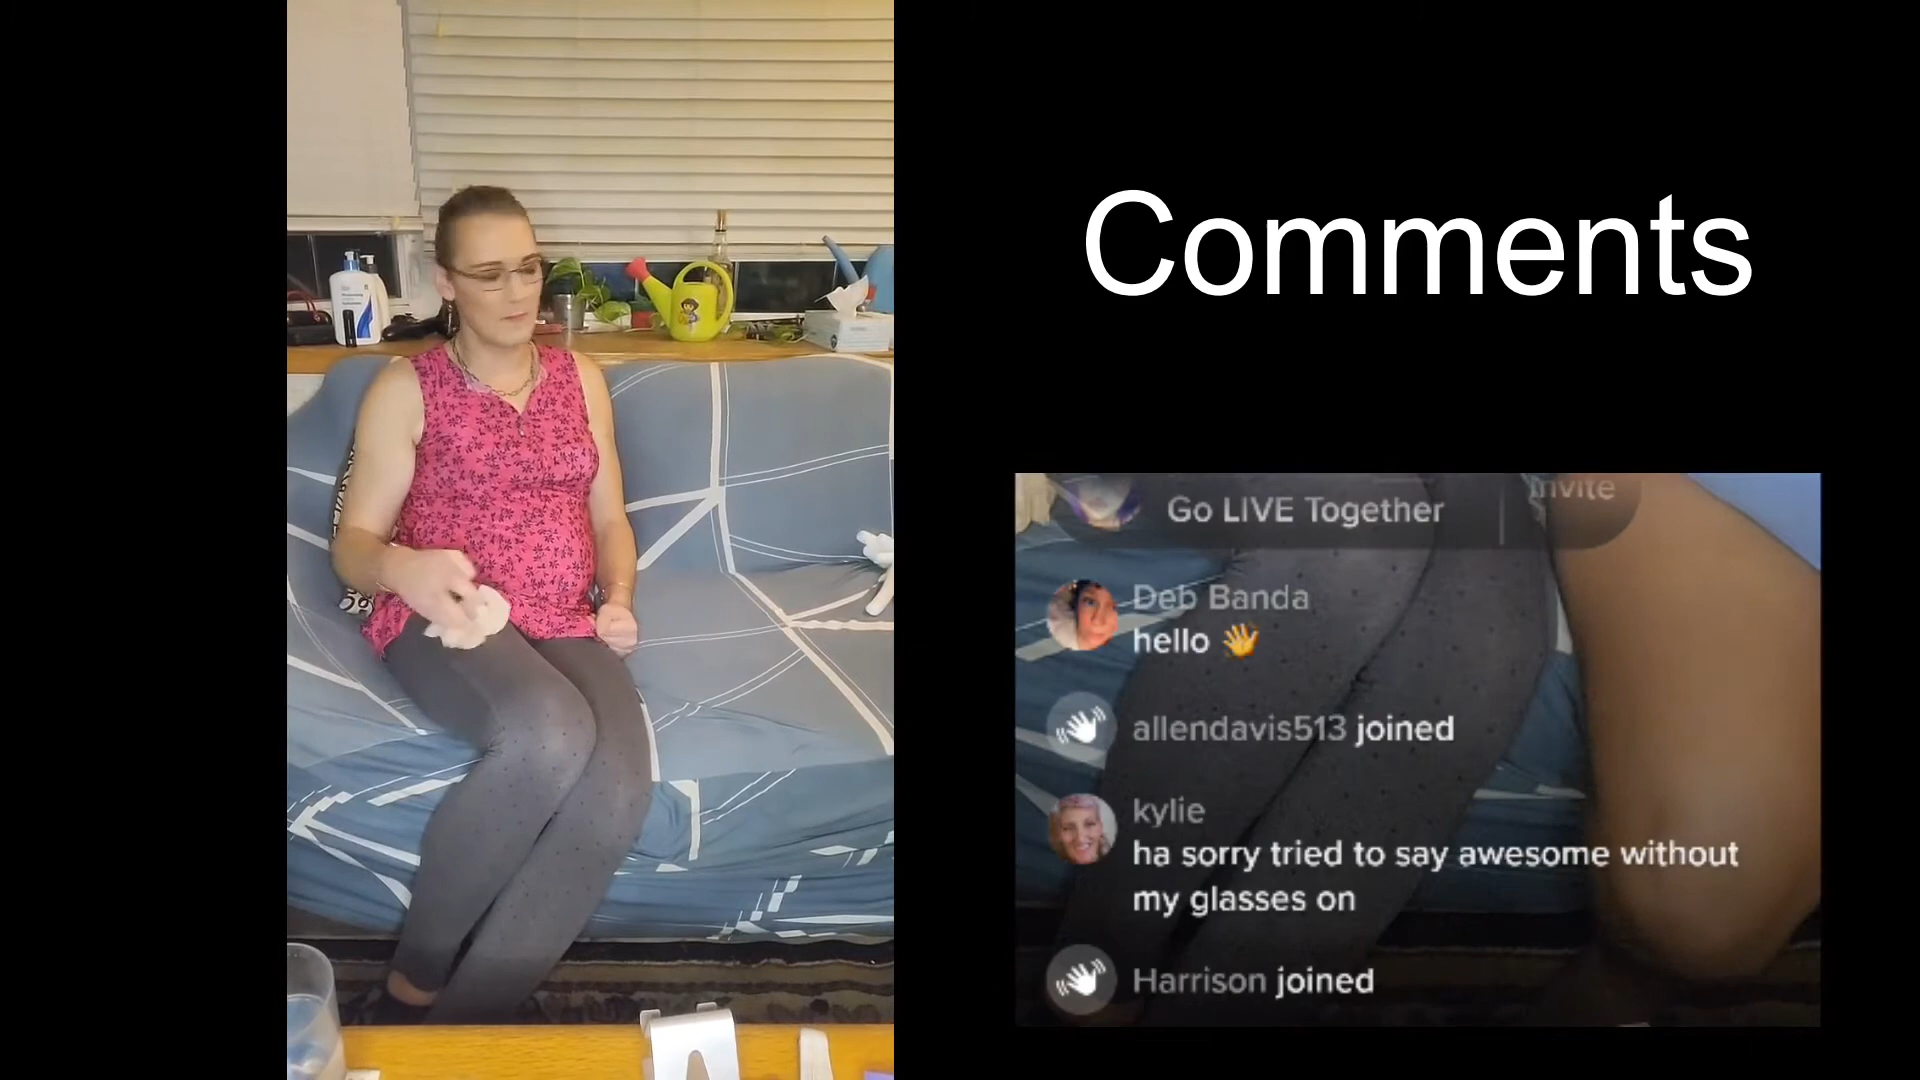 Comments
Go LIVE Together
Invite
Deb Banda
hello 👋
allendavis513 joined
kylie
ha sorry tried to say awesome without
my glasses on
Harrison joined